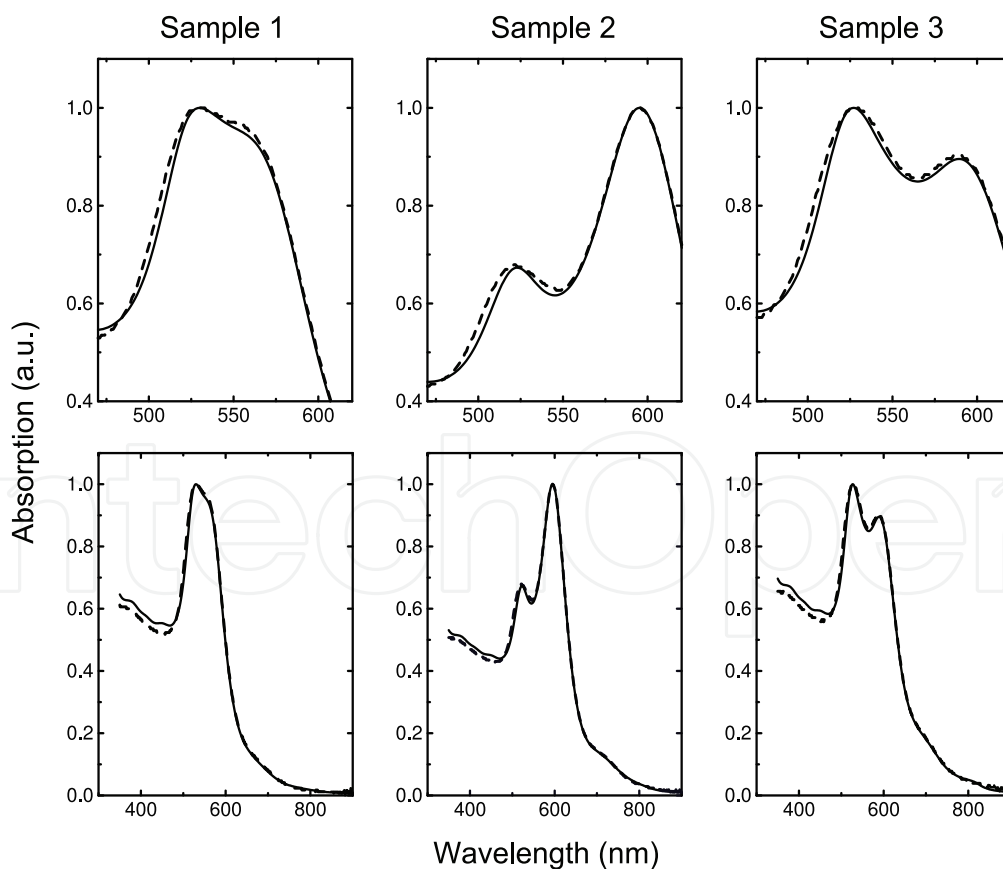 Sample 1 Sample 2 Sample 3
1.0 1.0 1.0
0.8 0.8 0.8
0.6 0.6 0.6
0.4 0.4 0.4
500 550 600 500 550 600 500 550 600
Absorption (a.u.)
1.0 1.0 1.0
0.8 0.8 0.8
0.6 0.6 0.6
0.4 0.4 0.4
0.2 0.2 0.2
0.0 0.0 0.0
400 600 800 400 600 800 400 600 800
Wavelength (nm)
ntechOpen